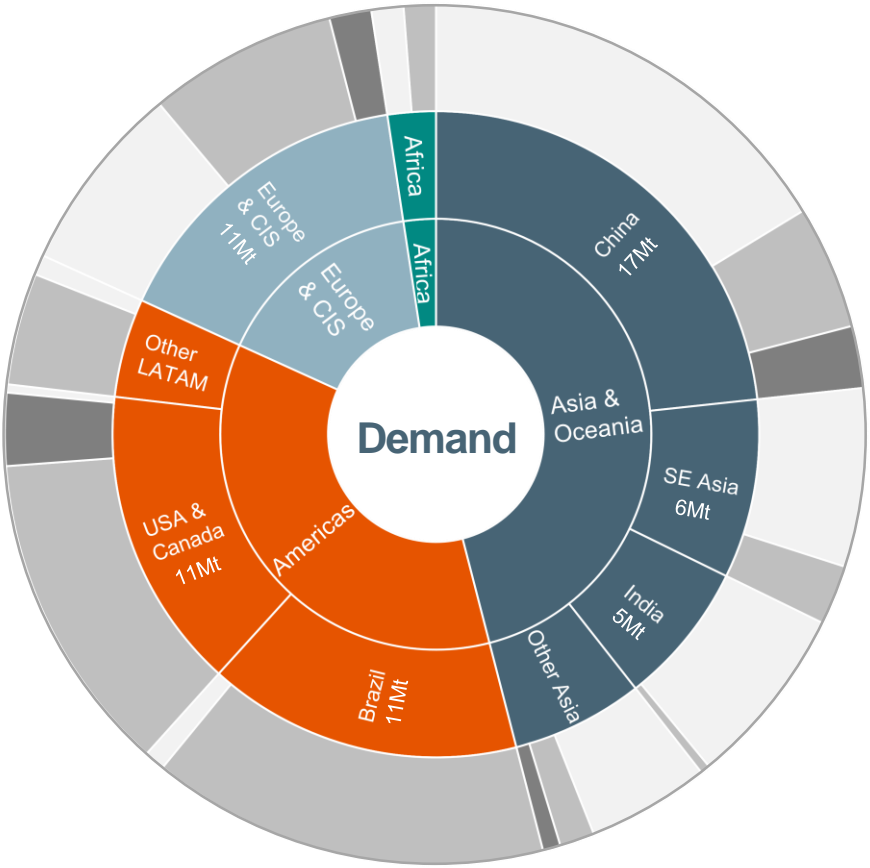 Demand
Asia &
Oceania
China
17Mt
SE Asia
6Mt
India
5Mt
Other Asia
Americas
Brazil
11Mt
USA &
Canada
11Mt
Other
LATAM
Europe
& CIS
Europe
& CIS
11Mt
Africa
Africa